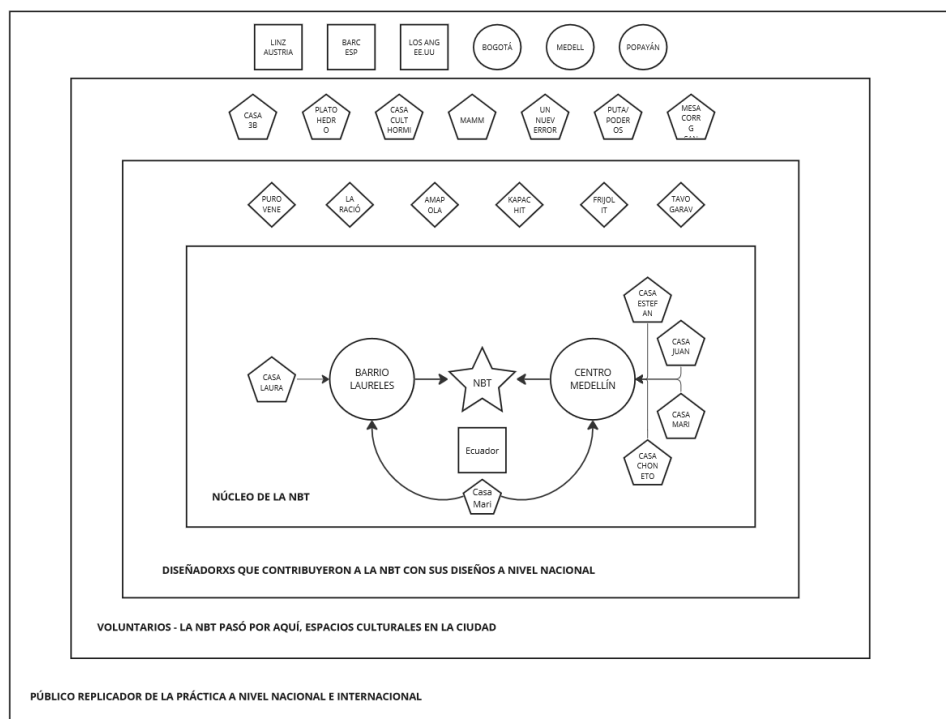 LINZ
AUSTRIA
BARC
ESP
LOS ANG
EE.UU
BOGOTÁ
MEDELL
POPAYÁN
CASA
3B
PLATO
HEDR
O
CASA
CULT
HORMI
MAMM
UN
NUEV
ERROR
PUTA/
PODER
OS
MESA
CORR
G
PURO
VENE
LA
RACIÓ
AMAP
OLA
KAPAC
HIT
FRIJOL
IT
TAVO
GARAV
CASA
ESTEF
AN
CASA
JUAN
CASA
LAURA
BARRIO
LAURELES
NBT
CENTRO
MEDELLÍN
CASA
MARI
Ecuador
CASA
CHON
ETO
Casa
Mari
NÚCLEO DE LA NBT
DISEÑADORXS QUE CONTRIBUYERON A LA NBT CON SUS DISEÑOS A NIVEL NACIONAL
VOLUNTARIOS - LA NBT PASÓ POR AQUÍ, ESPACIOS CULTURALES EN LA CIUDAD
PÚBLICO REPLICADOR DE LA PRÁCTICA A NIVEL NACIONAL E INTERNACIONAL